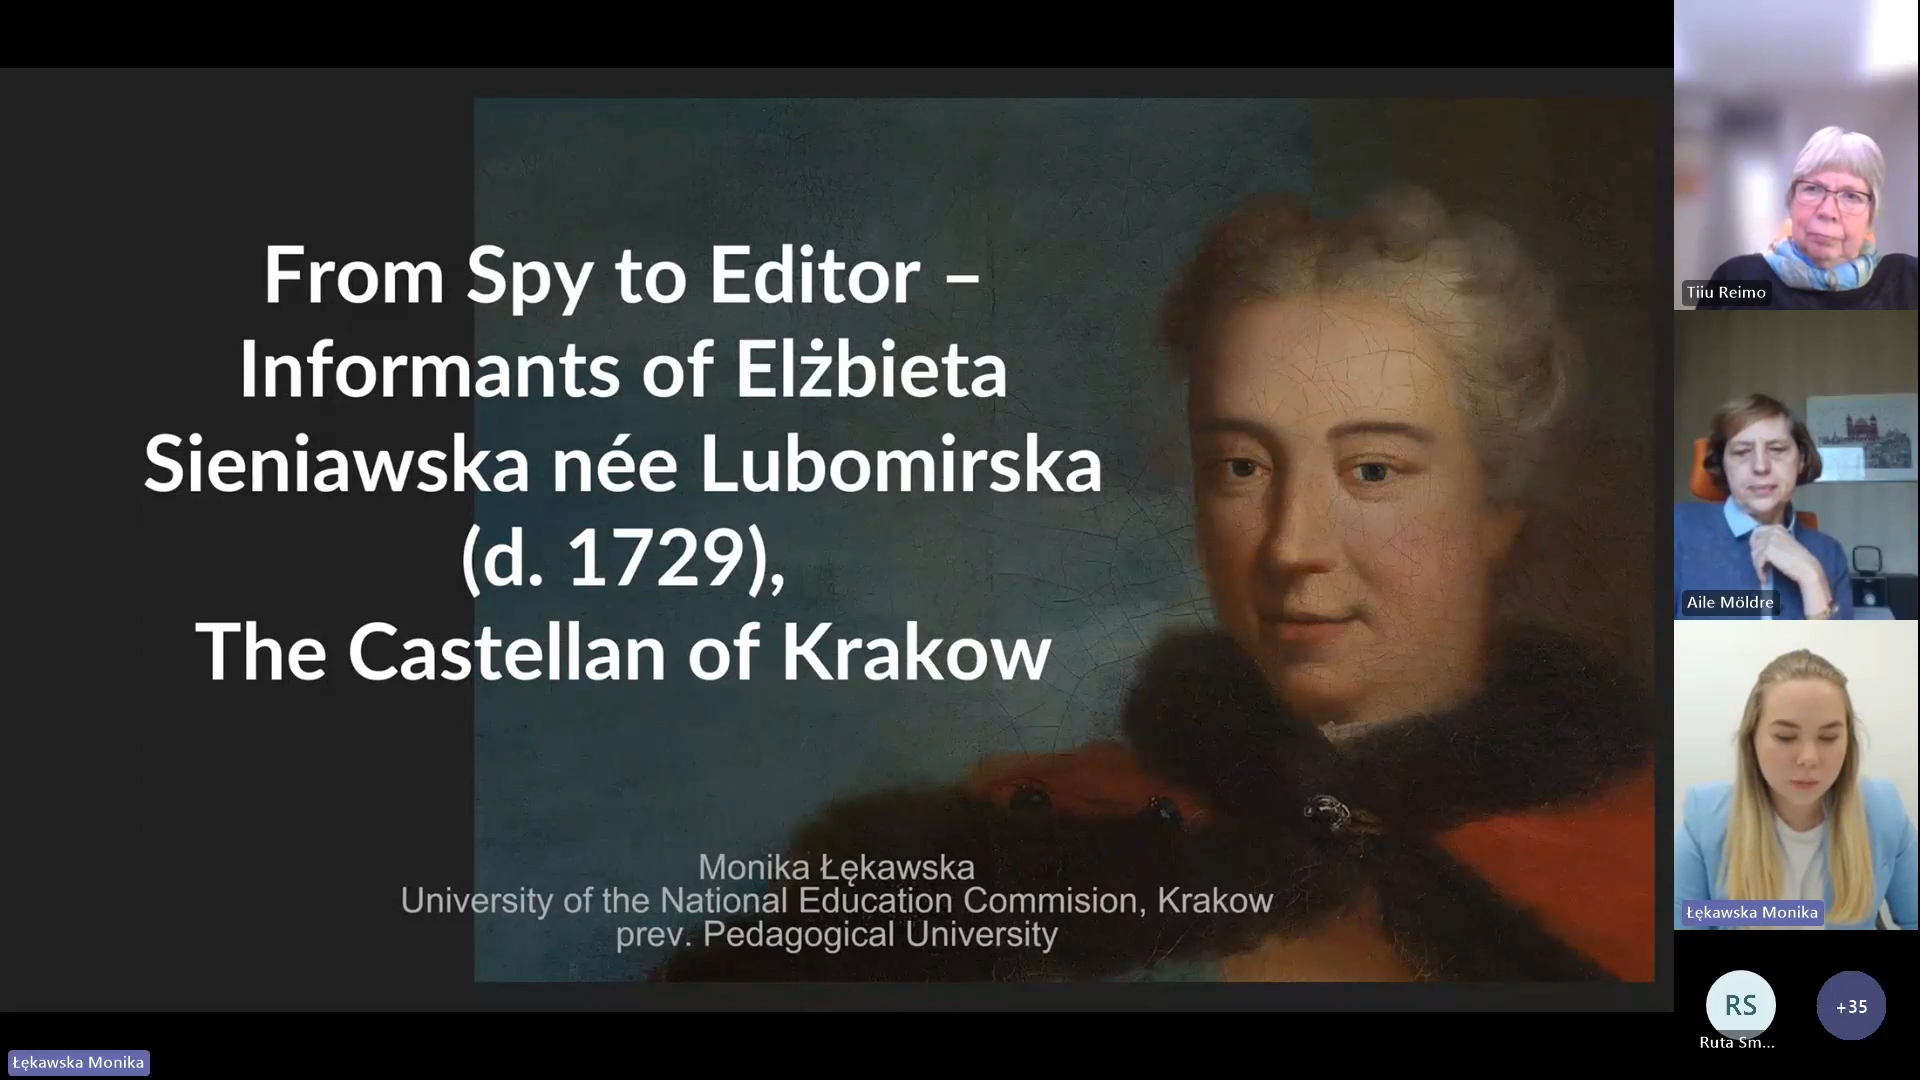 From Spy to Editor –
Informants of Elżbieta
Sieniawska née Lubomirska
(d. 1729),
The Castellan of Krakow
Monika Łękawska
University of the National Education Commision, Krakow
prev. Pedagogical University
Łękawska Monika
Tiiu Reimo
Aile Möldre
Łękawska Monika
RS
+35
Ruta Sm...